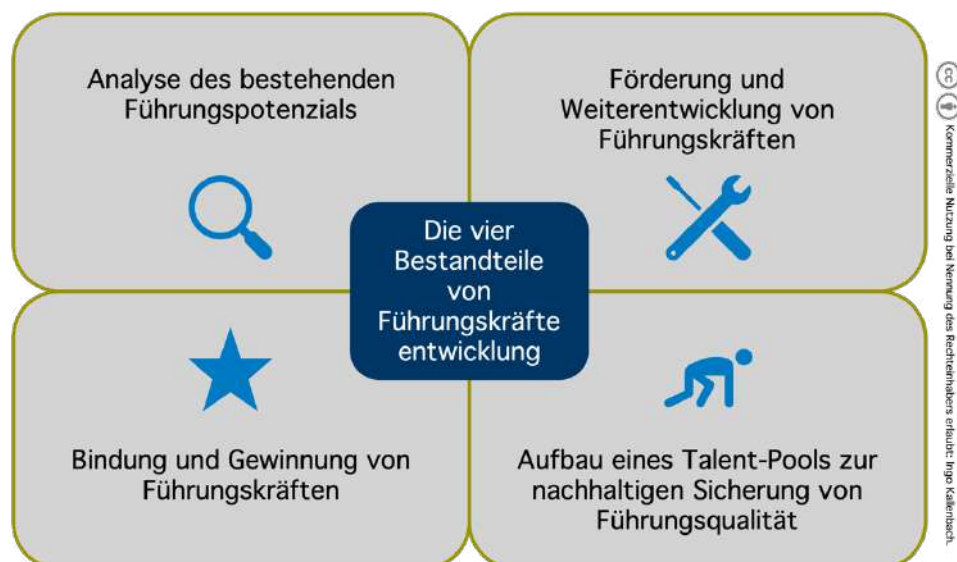 Analyse des bestehenden
Führungspotenzials
Förderung und
Weiterentwicklung von
Führungskräften
Die vier
Bestandteile
von
Führungskräfte
entwicklung
Bindung und Gewinnung von
Führungskräften
Aufbau eines Talent-Pools zur
nachhaltigen Sicherung von
Führungsqualität
cc Kommerzielle Nutzung bei Nennung des Rechteinhabers erlaubt: Ingo Kallenbach.